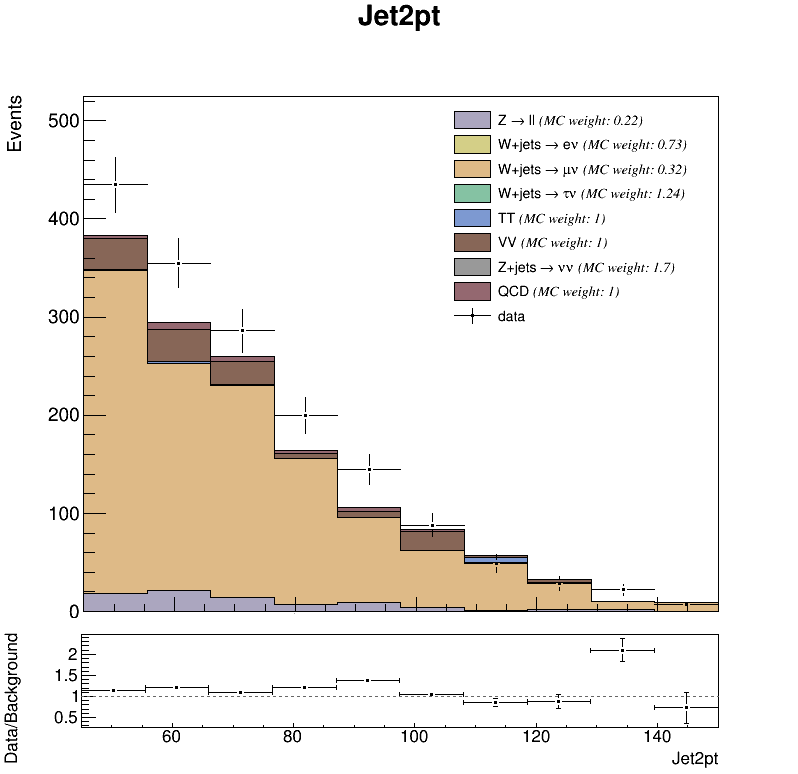 Jet2pt
Events
500
400
300
200
100
0
Z → ll (MC weight: 0.22)
W+jets → eν (MC weight: 0.73)
W+jets → μν (MC weight: 0.32)
W+jets → τν (MC weight: 1.24)
TT (MC weight: 1)
VV (MC weight: 1)
Z+jets → νν (MC weight: 1.7)
QCD (MC weight: 1)
data
Data/Background
2
1.5
1
0.5
60 80 100 120 140
Jet2pt